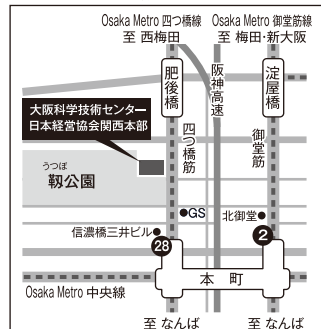 Osaka Metro 四つ橋線
至 西梅田
Osaka Metro 御堂筋線
至 梅田・新大阪
肥後橋
阪神高速
淀屋橋
大阪科学技術センター
日本経営協会関西本部
四つ橋筋
御堂筋
うつぼ
靱公園
GS
北御堂
信濃橋三井ビル
28
2
本町
Osaka Metro 中央線
至 なんば
至 なんば